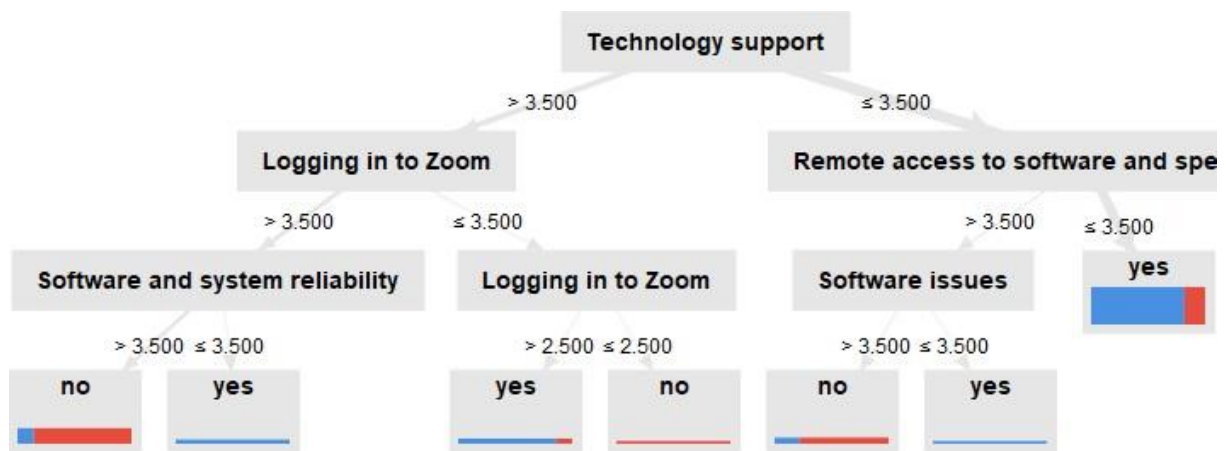 Technology support
> 3.500 ≤ 3.500
Logging in to Zoom Remote access to software and spe
> 3.500 ≤ 3.500 > 3.500 ≤ 3.500
Software and system reliability Logging in to Zoom Software issues yes
> 3.500 ≤ 3.500 > 2.500 ≤ 2.500 > 3.500 ≤ 3.500
no yes yes no no yes